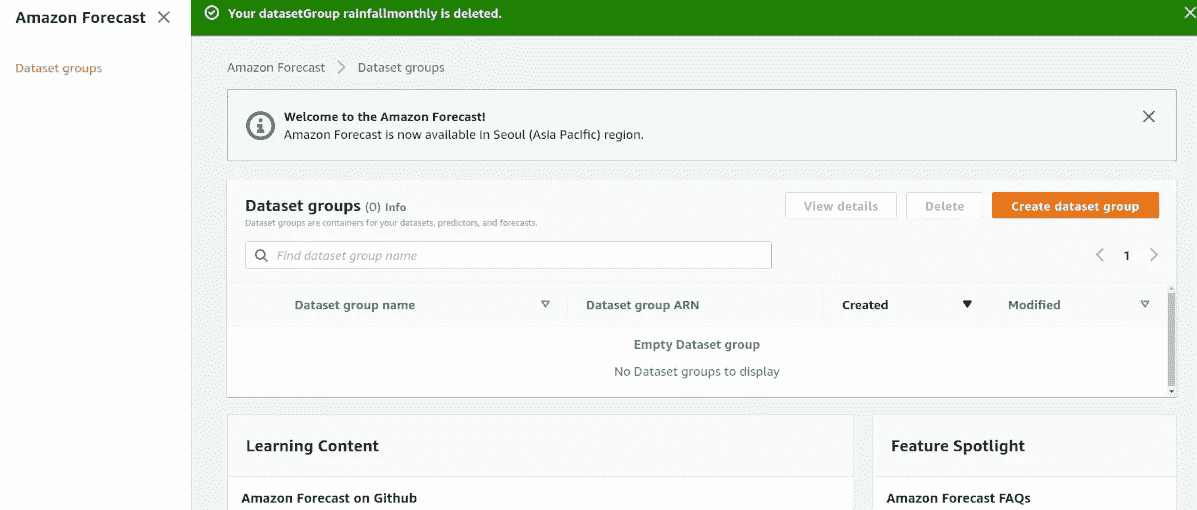 Amazon Forecast
Your datasetGroup rainfallmonthly is deleted.
Dataset groups
Amazon Forecast > Dataset groups
Welcome to the Amazon Forecast!
Amazon Forecast is now available in Seoul (Asia Pacific) region.
Dataset groups (0) Info
View details
Delete
Create dataset group
Dataset groups are containers for your datasets, predictors, and forecasts.
Find dataset group name
1
Dataset group name
Dataset group ARN
Created
Modified
Empty Dataset group
No Dataset groups to display
Learning Content
Feature Spotlight
Amazon Forecast on Github
Amazon Forecast FAQs